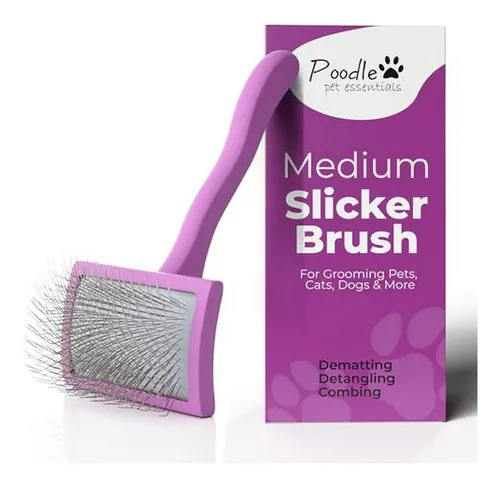 Poodle
pet essentials
Medium
Slicker
Brush
For Grooming Pets,
Cats, Dogs & More
Dematting
Detangling
Combing